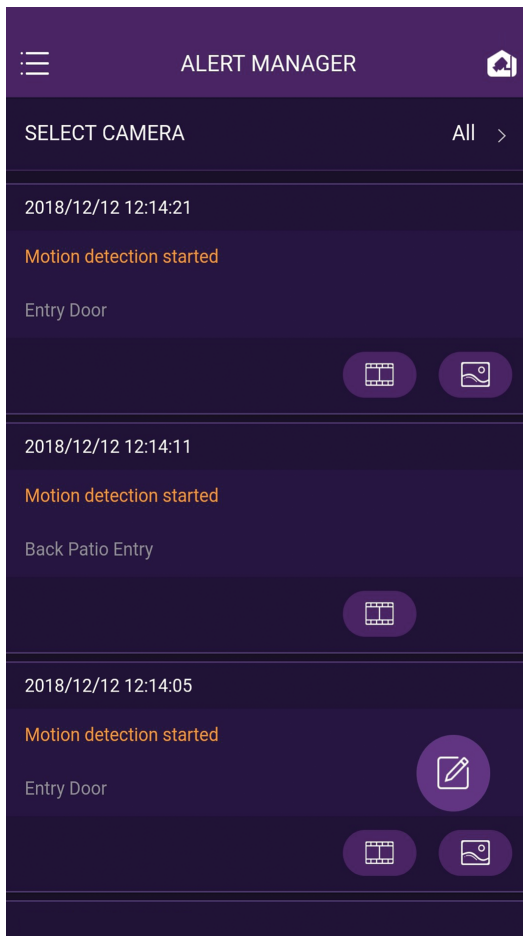 ALERT MANAGER
SELECT CAMERA All >
2018/12/12 12:14:21
Motion detection started
Entry Door
2018/12/12 12:14:11
Motion detection started
Back Patio Entry
2018/12/12 12:14:05
Motion detection started
Entry Door